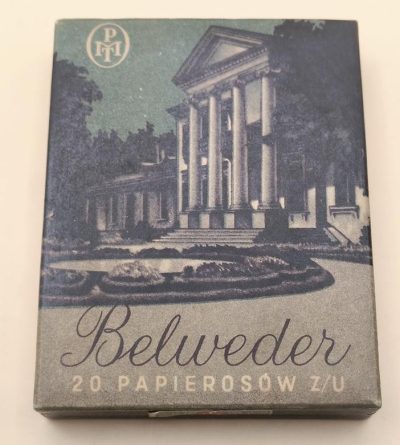 PMT
Belweder
20 PAPIEROSÓW Z/U